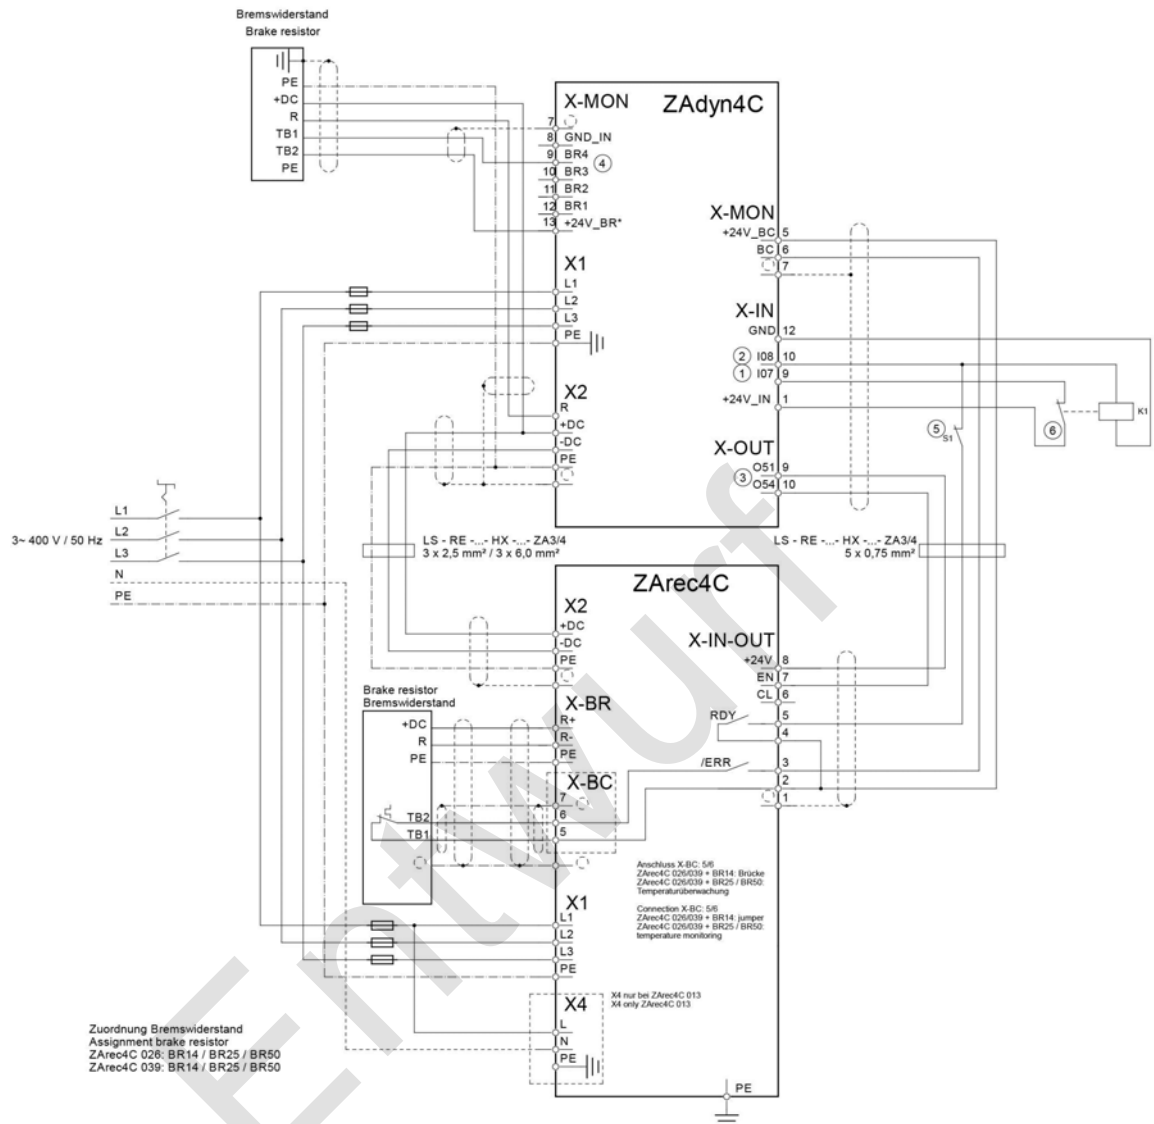 Bremswiderstand
Brake resistor
PE
+DC
R
TB1
TB2
PE
ZAdyn4C
X-MON
7
8 GND_IN
9 BR4 4
10 BR3
11 BR2
12 BR1
13 +24V_BR*
X1
L1
L2
L3
PE
X2
R
+DC
-DC
PE
X-MON
+24V_BC 5
BC 6
7
X-IN
GND 12
2 I08 10
1 I07 9
+24V_IN 1
X-OUT
O51 9
3
O54 10
5
S1
6
K1
L1
L2
3~ 400 V / 50 Hz
L3
N
PE
LS - RE -...- HX -...- ZA3/4
3 x 2,5 mm² / 3 x 6,0 mm²
LS - RE -...- HX -...- ZA3/4
5 x 0,75 mm²
ZArec4C
X2
+DC
-DC
PE
X-IN-OUT
+24V 8
EN 7
CL 6
RDY 5
4
/ERR 3
2
1
Brake resistor
Bremswiderstand
+DC
R
PE
TB2
TB1
X-BR
R+
R-
PE
X-BC
7
6
5
Anschluss X-BC: 5/6
ZArec4C 026/039 + BR14: Brücke
ZArec4C 026/039 + BR25 / BR50:
Temperaturüberwachung
Connection X-BC: 5/6
ZArec4C 026/039 + BR14: jumper
ZArec4C 026/039 + BR25 / BR50:
temperature monitoring
X1
L1
L2
L3
PE
X4
L
N
PE
X4 nur bei ZArec4C 013
X4 only ZArec4C 013
PE
Zuordnung Bremswiderstand
Assignment brake resistor
ZArec4C 026: BR14 / BR25 / BR50
ZArec4C 039: BR14 / BR25 / BR50
Entwurf